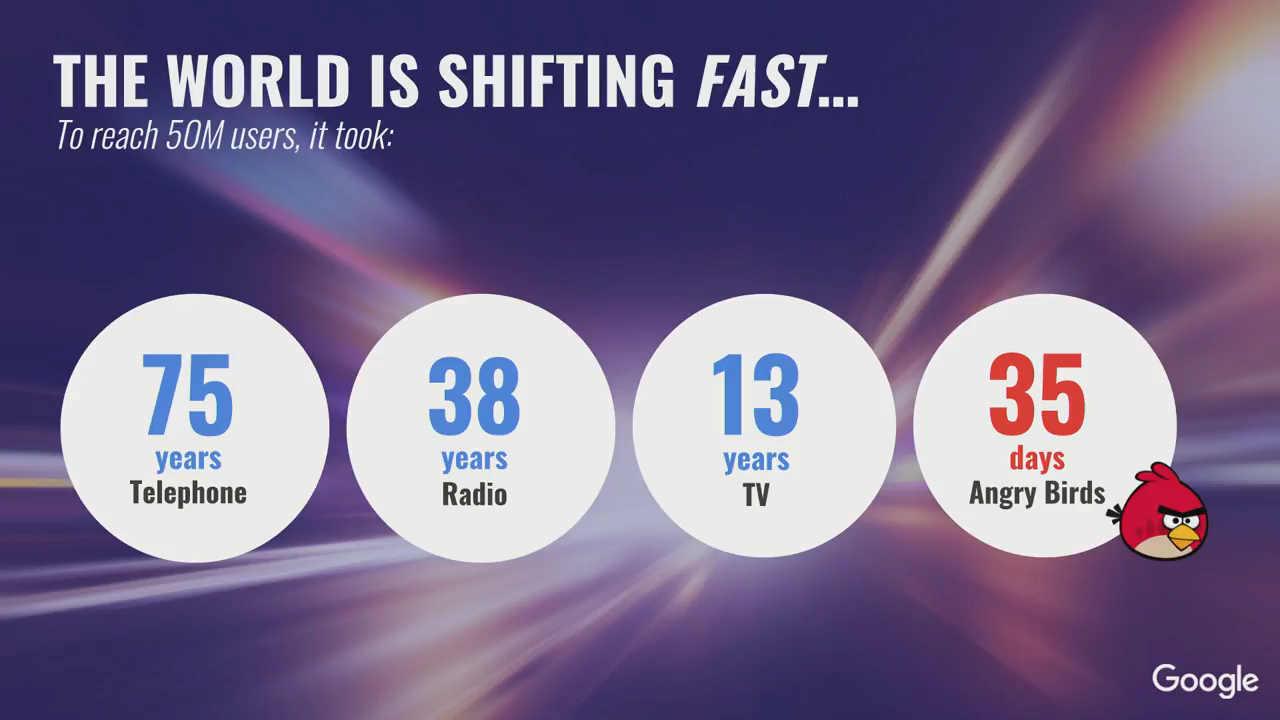 THE WORLD IS SHIFTING FAST...
To reach 50M users, it took:
75
years
Telephone
38
years
Radio
13
years
TV
35
days
Angry Birds
Google